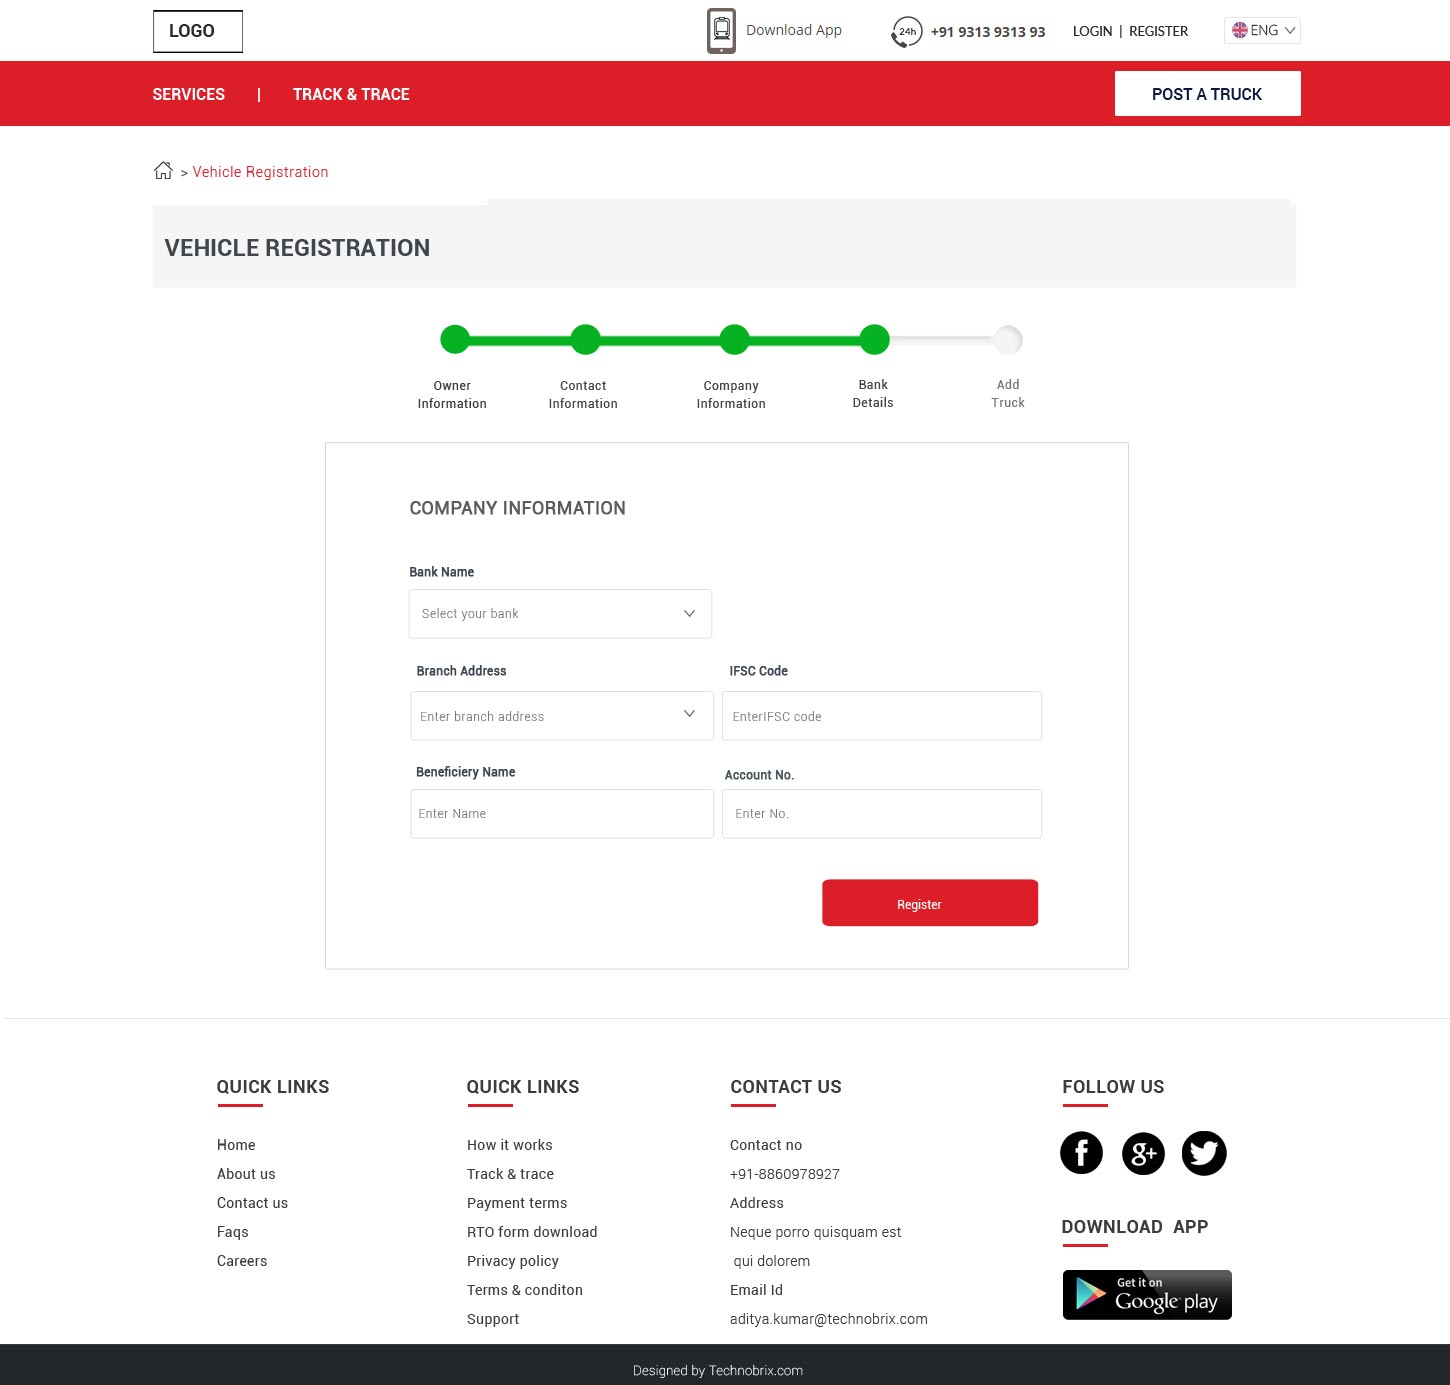 LOGO
Download App
24h
+91 9313 9313 93
LOGIN | REGISTER
ENG
SERVICES | TRACK & TRACE
POST A TRUCK
> Vehicle Registration
VEHICLE REGISTRATION
Owner
Information
Contact
Information
Company
Information
Bank
Details
Add
Truck
COMPANY INFORMATION
Bank Name
Select your bank
Branch Address
IFSC Code
Enter branch address
EnterIFSC code
Beneficiery Name
Account No.
Enter Name
Enter No.
Register
QUICK LINKS
Home
About us
Contact us
Faqs
Careers
QUICK LINKS
How it works
Track & trace
Payment terms
RTO form download
Privacy policy
Terms & conditon
Support
CONTACT US
Contact no
+91-8860978927
Address
Neque porro quisquam est
qui dolorem
Email Id
aditya.kumar@technobrix.com
FOLLOW US
f
g+
DOWNLOAD APP
Get it on
Google play
Designed by Technobrix.com